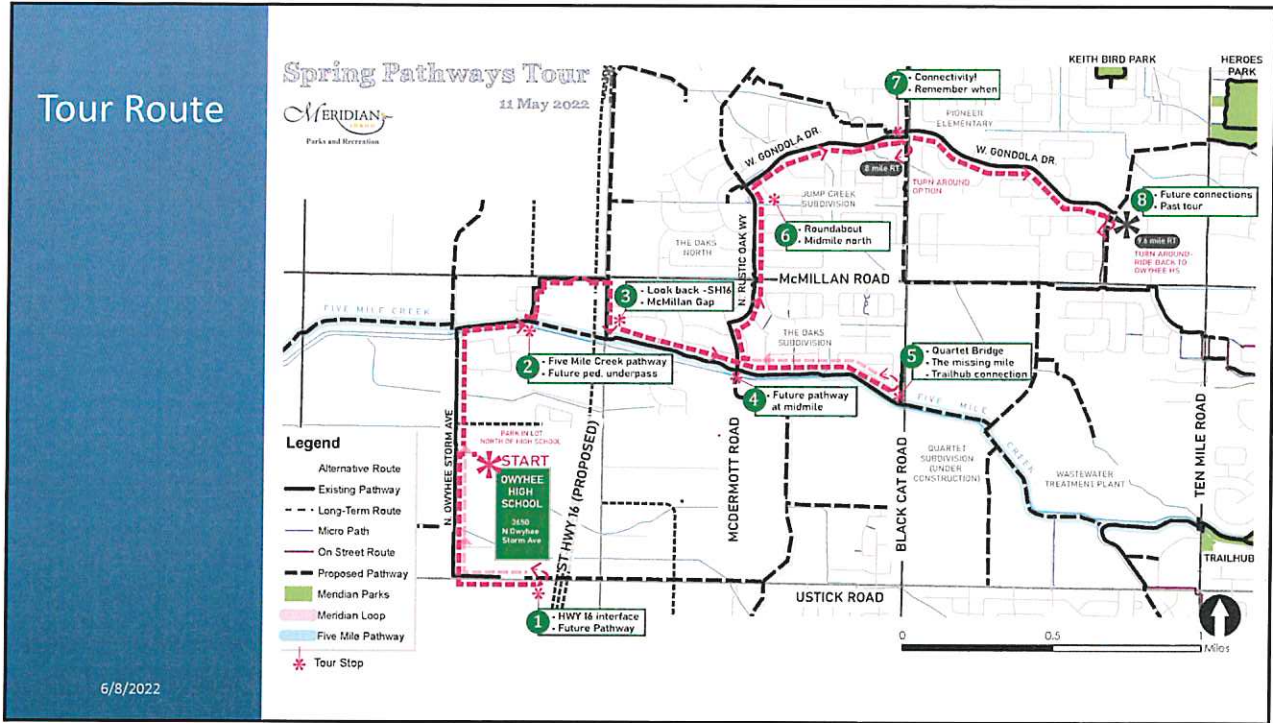 Tour Route
6/8/2022
Spring Pathways Tour
11 May 2022
MERIDIAN
IDAHO
Parks and Recreation
KEITH BIRD PARK
HEROES
PARK
7
- Connectivity!
- Remember when
PIONEER
ELEMENTARY
W. GONDOLA DR.
W. GONDOLA DR.
8 mile RT
TURN AROUND
OPTION
JUMP CREEK
SUBDIVISION
8
- Future connections
- Past tour
9.6 mile RT
TURN AROUND-
RIDE BACK TO
OWYHEE HS
6
- Roundabout
- Midmile north
THE OAKS
NORTH
N. RUSTIC OAK WY
McMILLAN ROAD
3
- Look back -SH16
- McMillan Gap
FIVE MILE CREEK
THE OAKS
SUBDIVISION
5
- Quartet Bridge
- The missing mile
- Trailhub connection
2
- Five Mile Creek pathway
- Future ped. underpass
4
- Future pathway
at midmile
FIVE MILE
CREEK
N. OWYHEE STORM AVE
PARK IN LOT
NORTH OF HIGH SCHOOL
START
OWYHEE
HIGH
SCHOOL
3650
N Owyhee
Storm Ave
ST HWY 16 (PROPOSED)
MCDERMOTT ROAD
BLACK CAT ROAD
QUARTET
SUBDIVISION
(UNDER
CONSTRUCTION)
WASTEWATER
TREATMENT PLANT
TEN MILE ROAD
TRAILHUB
USTICK ROAD
1
- HWY 16 interface
- Future Pathway
0
0.5
1
Miles
Legend
Alternative Route
Existing Pathway
Long-Term Route
Micro Path
On Street Route
Proposed Pathway
Meridian Parks
Meridian Loop
Five Mile Pathway
Tour Stop